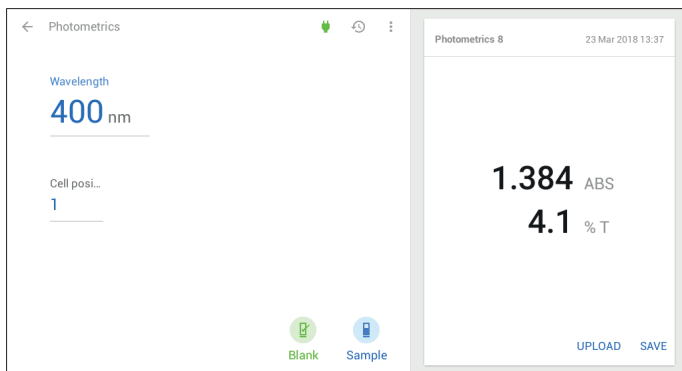 Photometrics
Wavelength
400 nm
Cell posi...
1
Blank Sample
Photometrics 8 23 Mar 2018 13:37
1.384 ABS
4.1 % T
UPLOAD SAVE